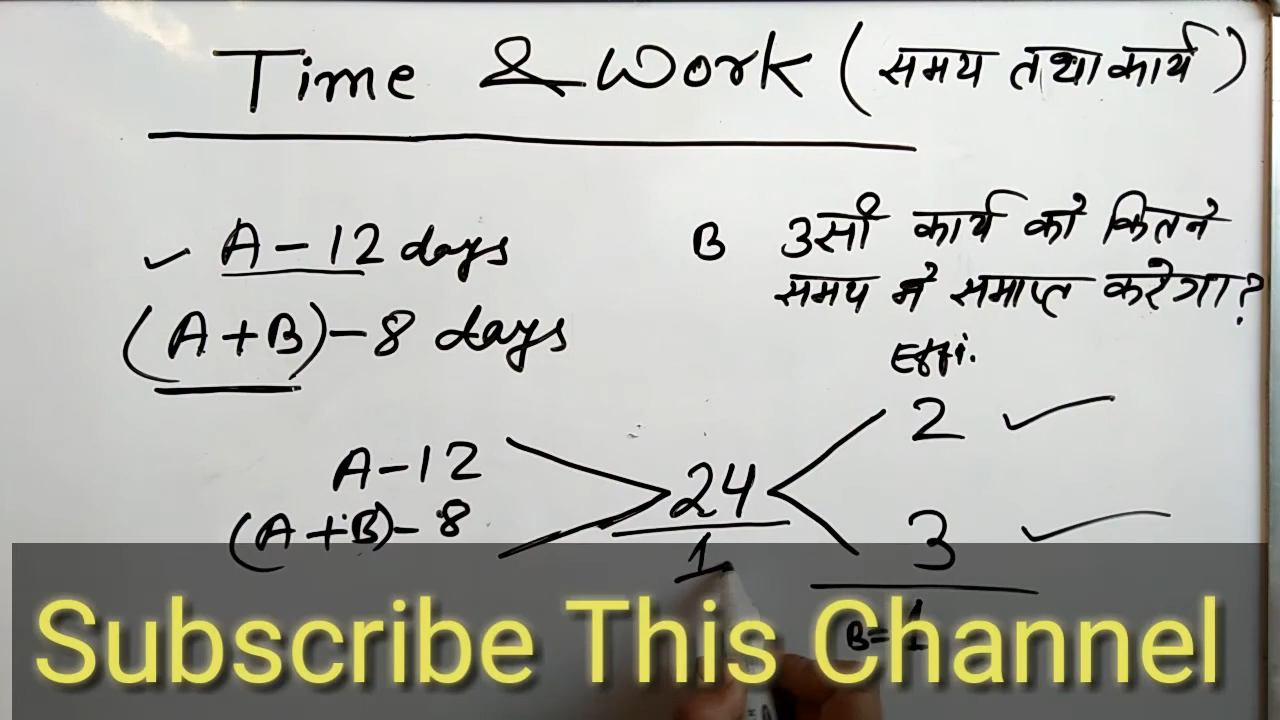 Time & Work (समय तथा कार्य)
A - 12 days
(A+B) - 8 days
B उसी कार्य को कितने
समय मे समाप्त करेगा?
Effi.
A - 12
(A+B) - 8
24
1
2
3
B = 1
Subscribe This Channel